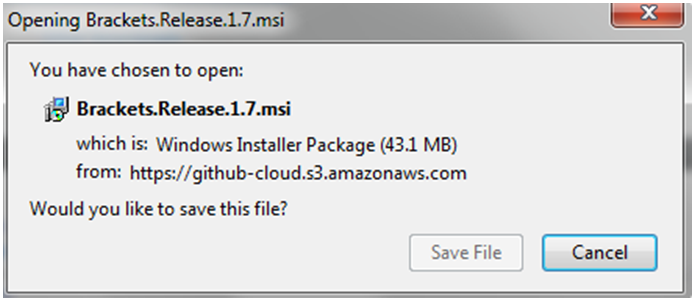 Opening Brackets.Release.1.7.msi
You have chosen to open:
Brackets.Release.1.7.msi
which is: Windows Installer Package (43.1 MB)
from: https://github-cloud.s3.amazonaws.com
Would you like to save this file?
Save File Cancel